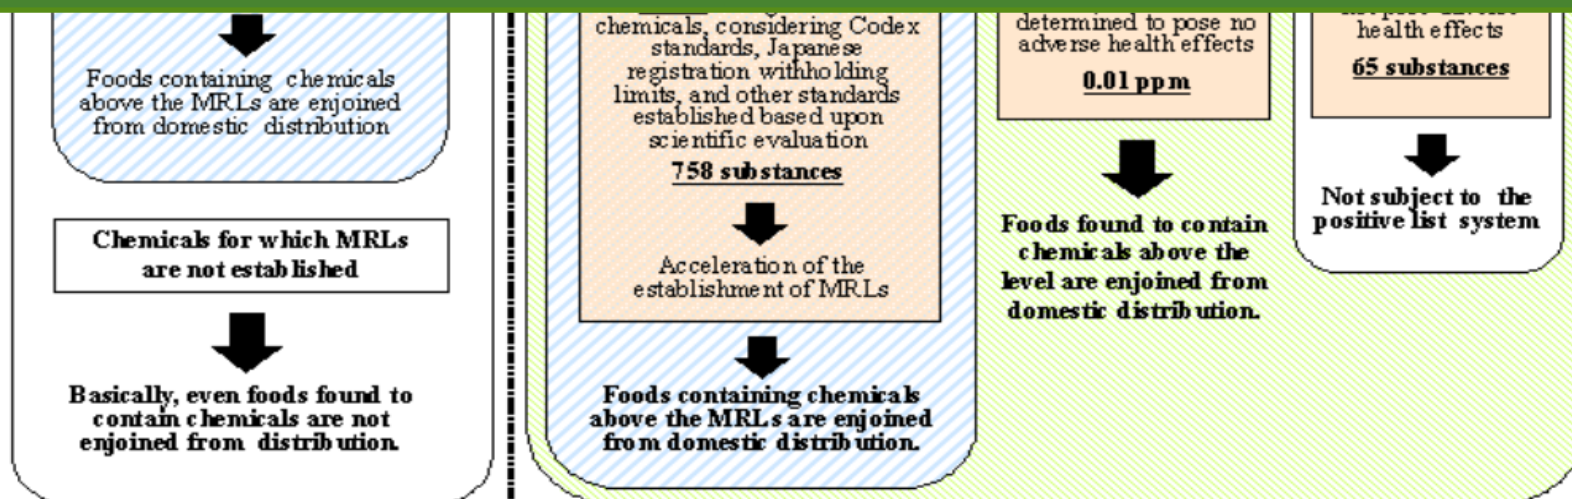 Foods containing chemicals
above the MRLs are enjoined
from domestic distribution
Chemicals for which MRLs
are not established
Basically, even foods found to
contain chemicals are not
enjoined from distribution.
chemicals, considering Codex
standards, Japanese
registration withholding
limits, and other standards
established based upon
scientific evaluation
758 substances
Acceleration of the
establishment of MRLs
Foods containing chemicals
above the MRLs are enjoined
from domestic distribution.
determined to pose no
adverse health effects
0.01 ppm
Foods found to contain
chemicals above the
level are enjoined from
domestic distribution.
health effects
65 substances
Not subject to the
positive list system